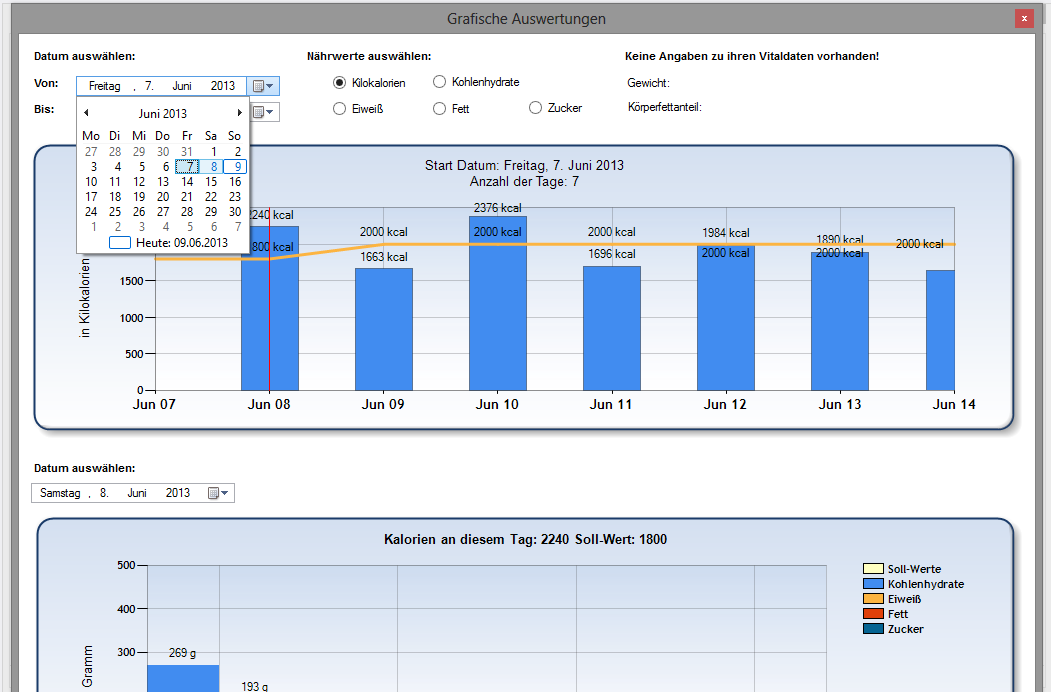 Grafische Auswertungen
x
Datum auswählen:
Nährwerte auswählen:
Keine Angaben zu ihren Vitaldaten vorhanden!
Von:
Freitag , 7. Juni 2013
Kilokalorien
Kohlenhydrate
Gewicht:
Bis:
Eiweiß
Fett
Zucker
Körperfettanteil:
Juni 2013
Mo Di Mi Do Fr Sa So
27 28 29 30 31 1 2
3 4 5 6 7 8 9
10 11 12 13 14 15 16
17 18 19 20 21 22 23
24 25 26 27 28 29 30
1 2 3 4 5 6 7
Heute: 09.06.2013
Start Datum: Freitag, 7. Juni 2013
Anzahl der Tage: 7
240 kcal
800 kcal
2000 kcal
1663 kcal
2376 kcal
2000 kcal
2000 kcal
1696 kcal
1984 kcal
2000 kcal
1890 kcal
2000 kcal
2000 kcal
in Kilokalorien
1500
1000
500
0
Jun 07 Jun 08 Jun 09 Jun 10 Jun 11 Jun 12 Jun 13 Jun 14
Datum auswählen:
Samstag , 8. Juni 2013
Kalorien an diesem Tag: 2240 Soll-Wert: 1800
500
400
300
Gramm
269 g
193 g
Soll-Werte
Kohlenhydrate
Eiweiß
Fett
Zucker